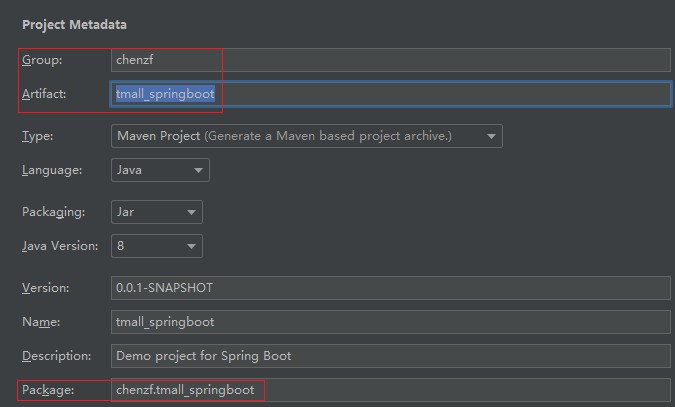 Project Metadata
Group: chenzf
Artifact: tmall_springboot
Type: Maven Project (Generate a Maven based project archive.)
Language: Java
Packaging: Jar
Java Version: 8
Version: 0.0.1-SNAPSHOT
Name: tmall_springboot
Description: Demo project for Spring Boot
Package: chenzf.tmall_springboot